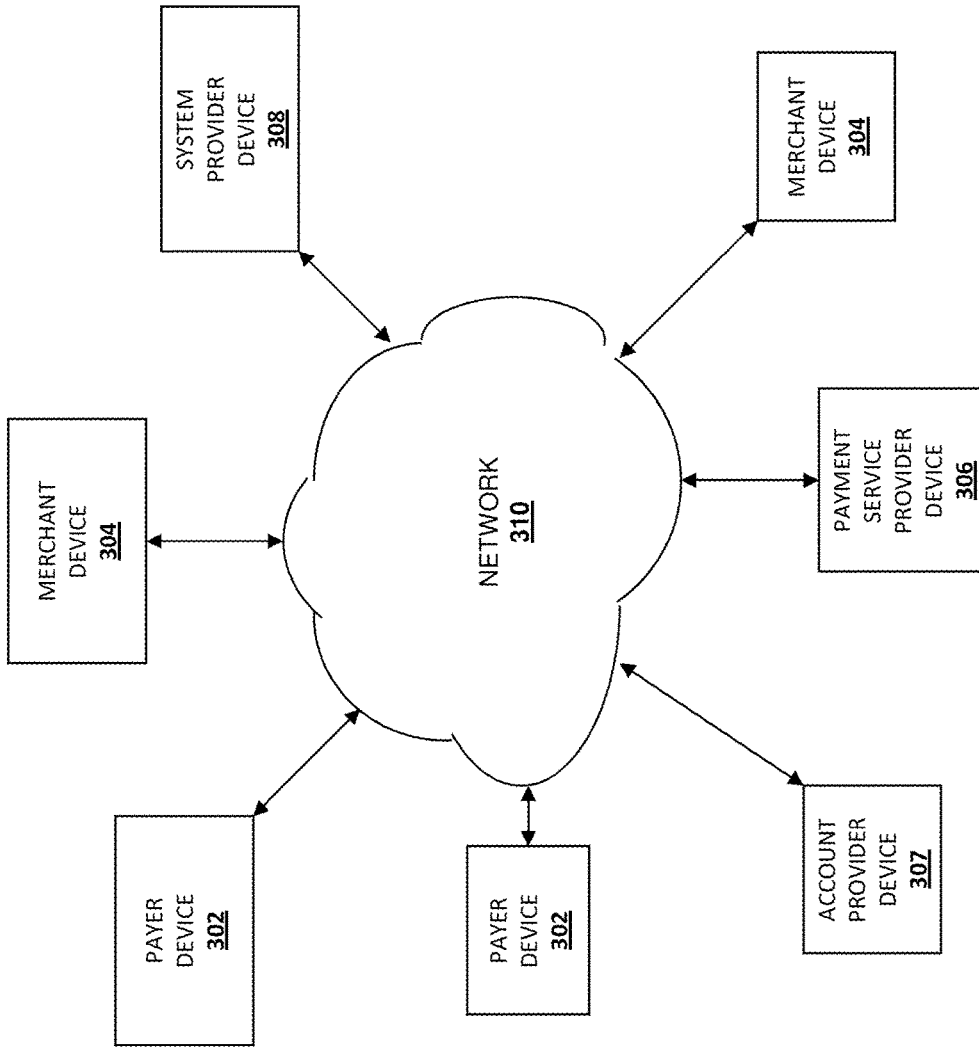 MERCHANT
DEVICE
304
PAYER
DEVICE
302
SYSTEM
PROVIDER
DEVICE
308
NETWORK
310
PAYER
DEVICE
302
ACCOUNT
PROVIDER
DEVICE
307
PAYMENT
SERVICE
PROVIDER
DEVICE
306
MERCHANT
DEVICE
304